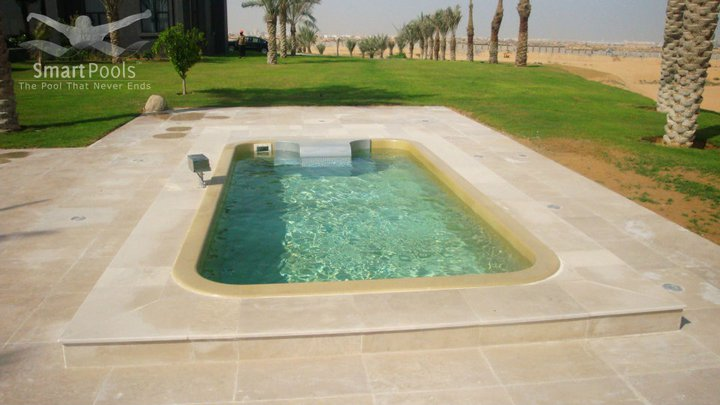 SmartPools
The Pool That Never Ends